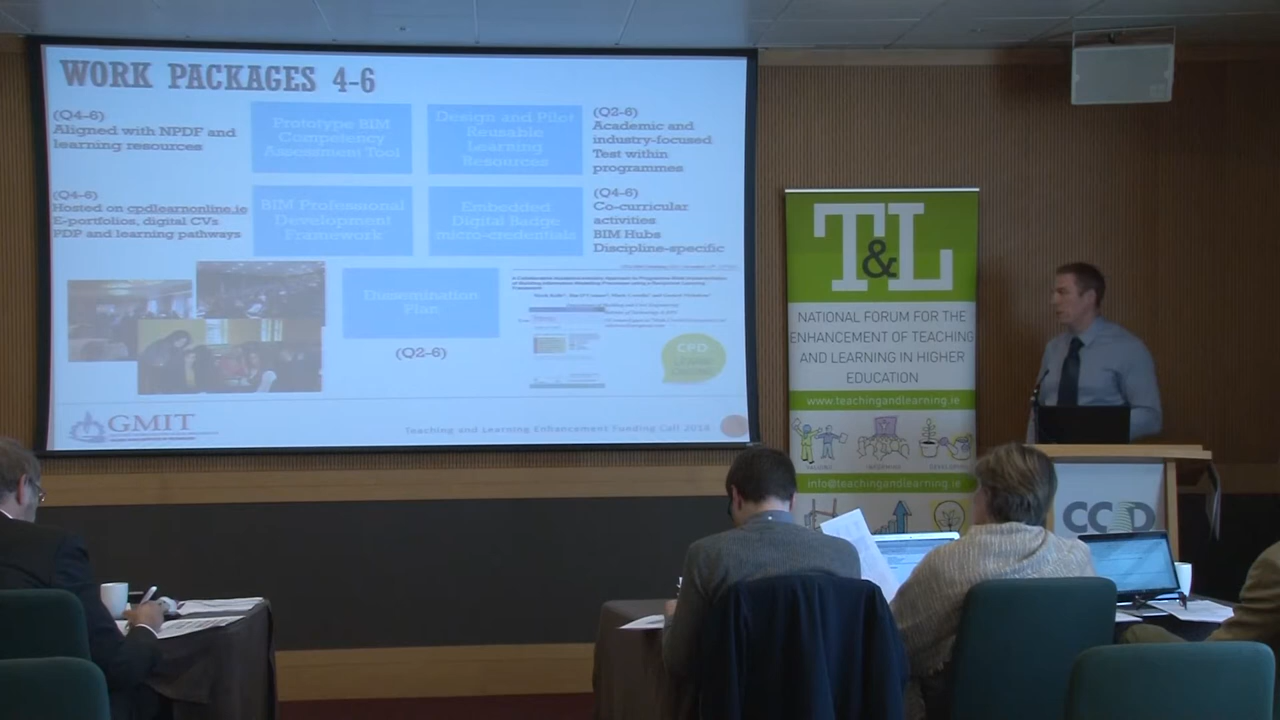 WORK PACKAGES 4-6
(Q4-6)
Aligned with NPDF and
learning resources
Prototype BIM
Competency
Assessment Tool
Design and Pilot
Reusable
Learning
Resources
(Q2-6)
Academic and
industry-focused
Test within
programmes
(Q4-6)
Hosted on cpdlearnonline.ie
E-portfolios, digital CVs
PDP and learning pathways
BIM Professional
Development
Framework
Embedded
Digital Badge
micro-credentials
(Q4-6)
Co-curricular
activities
BIM Hubs
Discipline-specific
Dissemination
Plan
(Q2-6)
CPD
GMIT
Teaching and Learning Enhancement Funding Call 2014
T&L
NATIONAL FORUM FOR THE
ENHANCEMENT OF TEACHING
AND LEARNING IN HIGHER
EDUCATION
www.teachingandlearning.ie
VALUING
INFORMING
DEVELOPING
info@teachingandlearning.ie